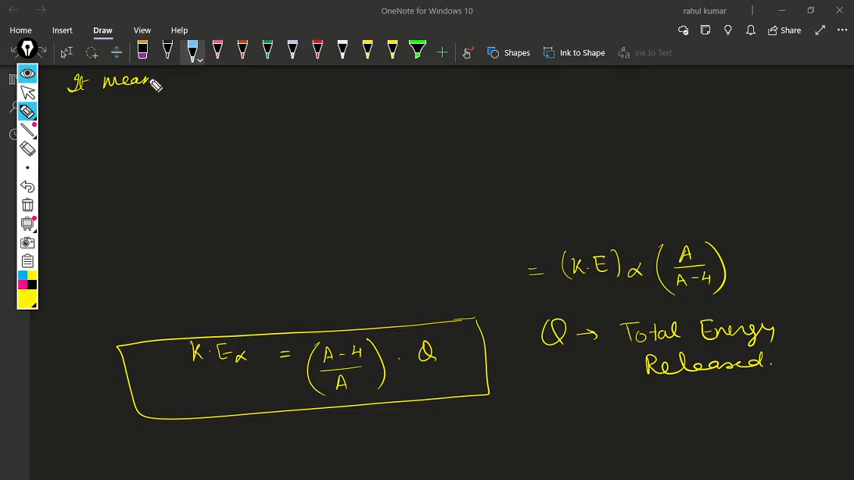 OneNote for Windows 10
rahul kumar
Home Insert Draw View Help
Share
Shapes Ink to Shape Ink to Text
It mean
= (K.E)α (A/A-4)
Q → Total Energy
Released.
K.Eα = (A-4/A) . Q